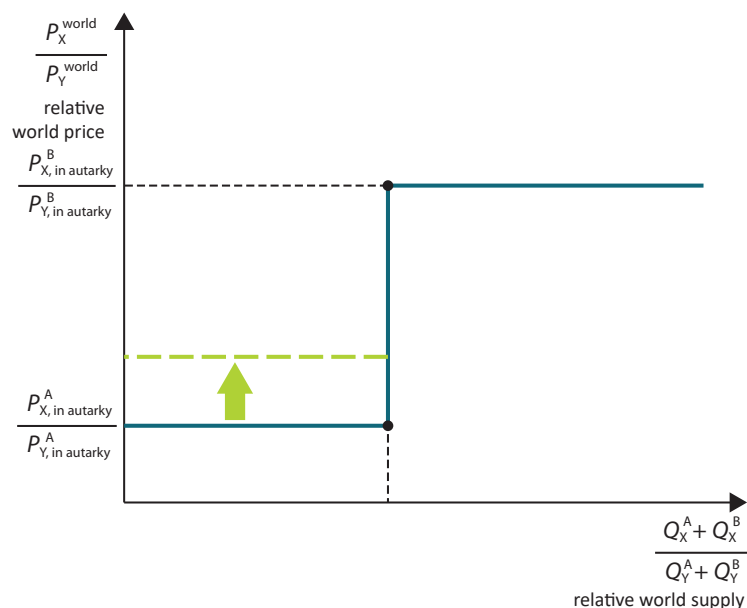 P_X^world
P_Y^world
relative
world price
P_X, in autarky^B
P_Y, in autarky^B
P_X, in autarky^A
P_Y, in autarky^A
Q_X^A + Q_X^B
Q_Y^A + Q_Y^B
relative world supply